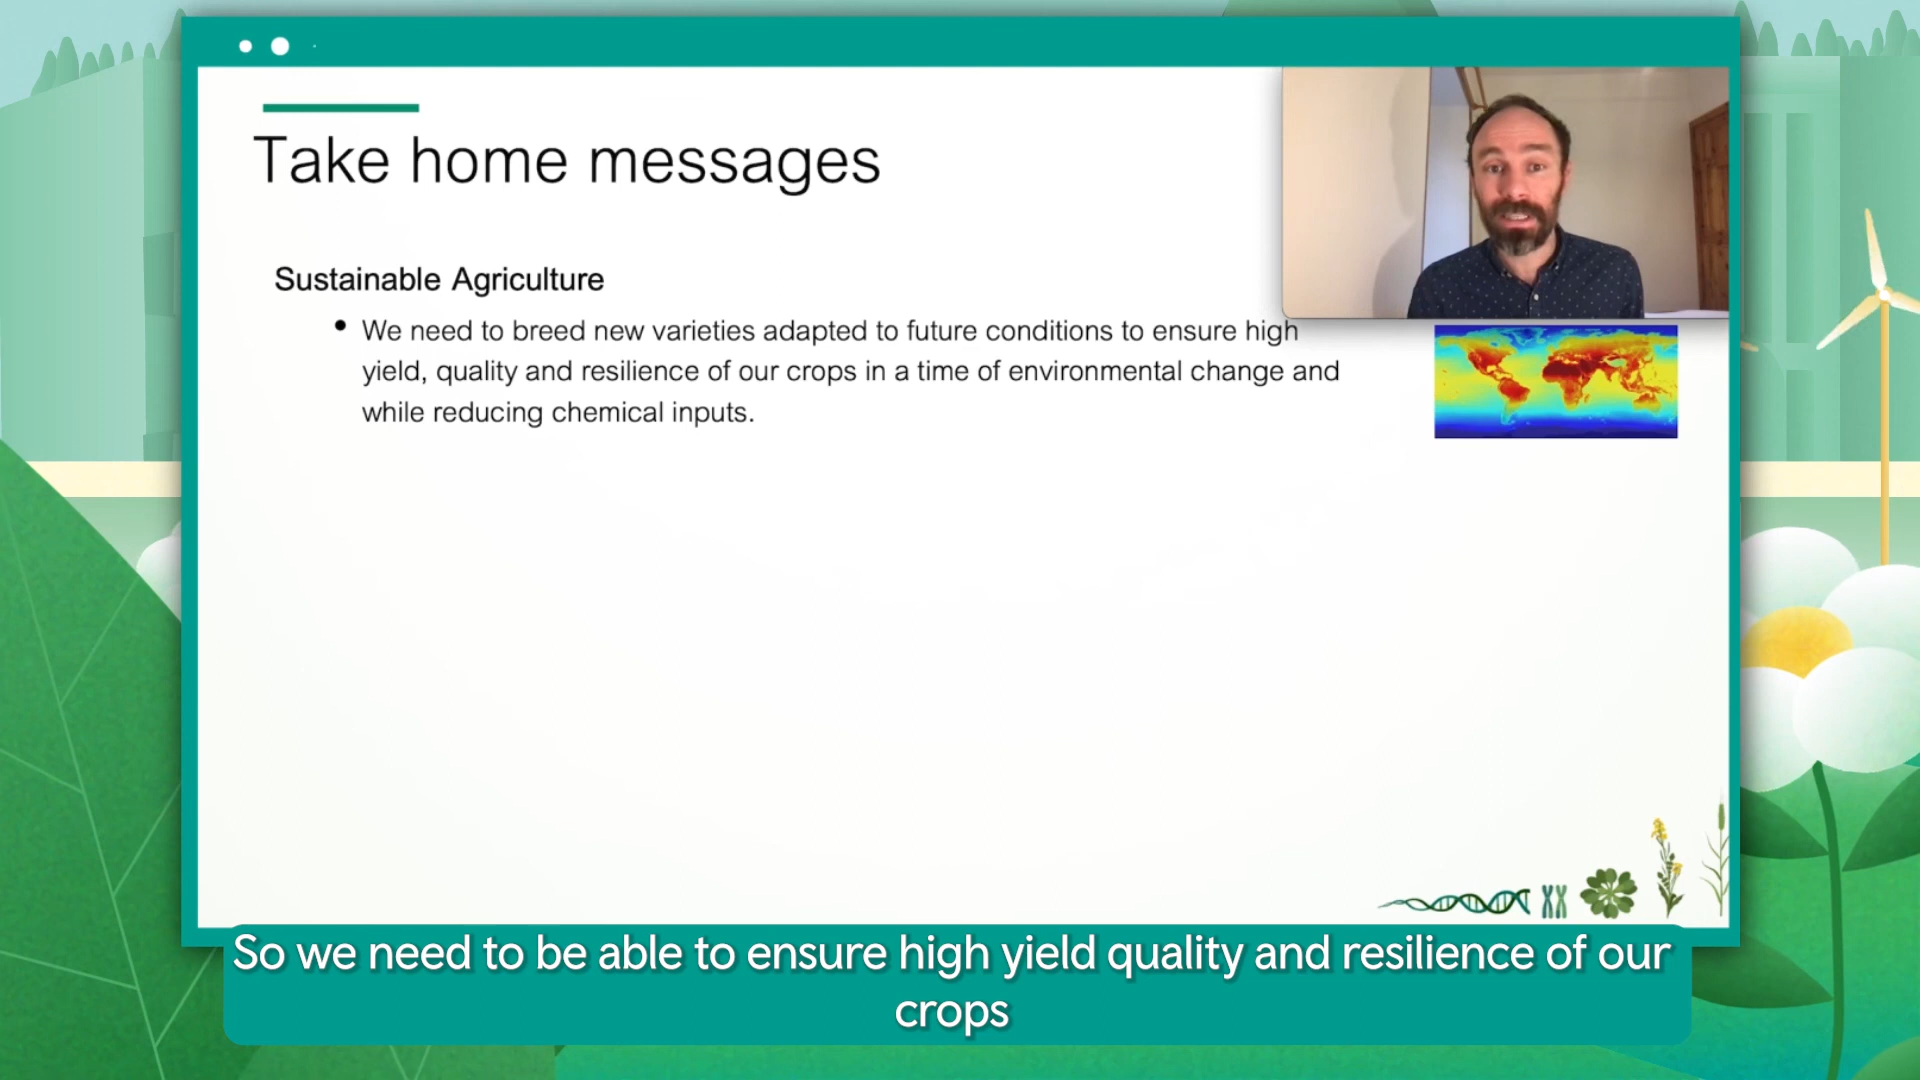 Take home messages
Sustainable Agriculture
• We need to breed new varieties adapted to future conditions to ensure high
yield, quality and resilience of our crops in a time of environmental change and
while reducing chemical inputs.
So we need to be able to ensure high yield quality and resilience of our
crops